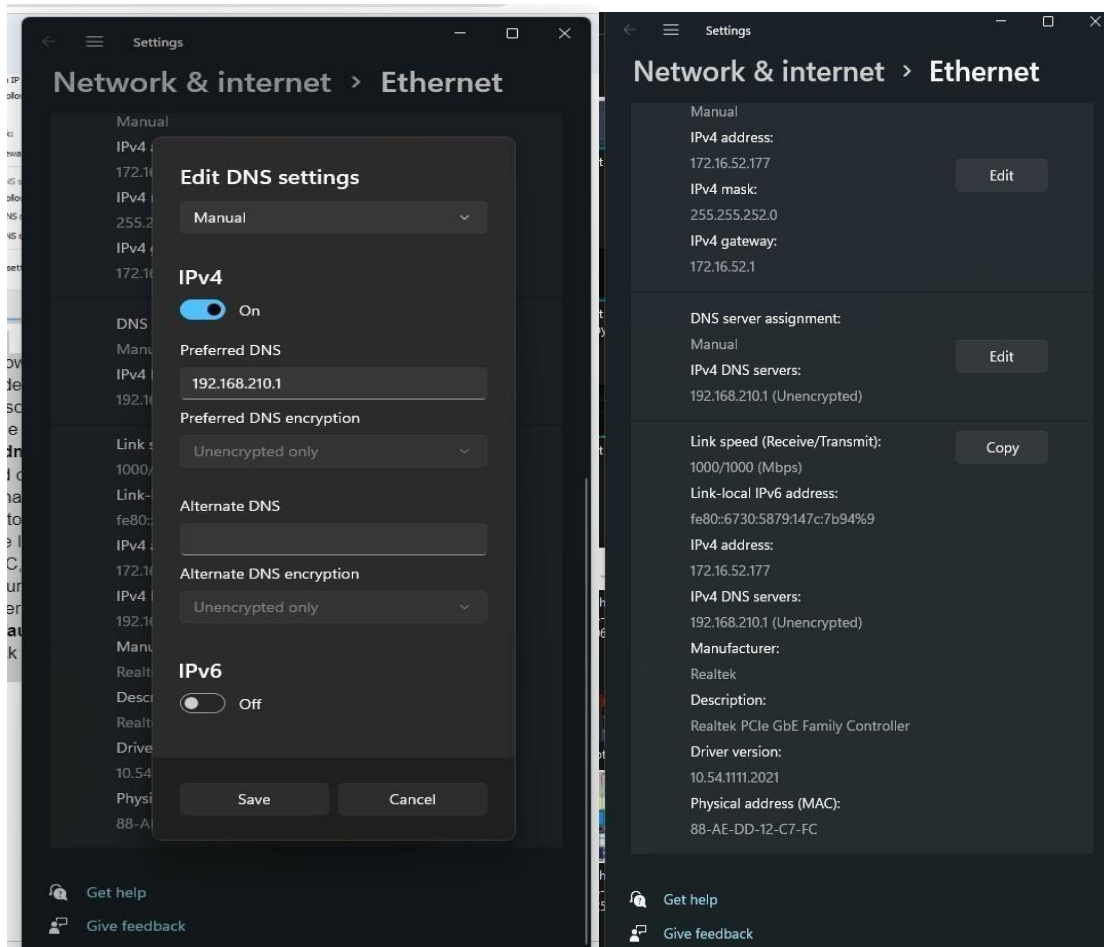 Settings
Network & internet > Ethernet
Manual
IPv4
172.16
IPv4
255.2
IPv4
172.16
DNS
Manu
IPv4
192.16
Link s
1000/
Link-
fe80::
IPv4
172.16
IPv4
192.16
Manu
Realt
Descr
Realt
Drive
10.54
Physi
88-A
Edit DNS settings
Manual
IPv4
On
Preferred DNS
192.168.210.1
Preferred DNS encryption
Unencrypted only
Alternate DNS
Alternate DNS encryption
Unencrypted only
IPv6
Off
Save
Cancel
Get help
Give feedback
Settings
Network & internet > Ethernet
Manual
IPv4 address:
172.16.52.177
Edit
IPv4 mask:
255.255.252.0
IPv4 gateway:
172.16.52.1
DNS server assignment:
Manual
Edit
IPv4 DNS servers:
192.168.210.1 (Unencrypted)
Link speed (Receive/Transmit):
Copy
1000/1000 (Mbps)
Link-local IPv6 address:
fe80::6730:5879:147c:7b94%9
IPv4 address:
172.16.52.177
IPv4 DNS servers:
192.168.210.1 (Unencrypted)
Manufacturer:
Realtek
Description:
Realtek PCIe GbE Family Controller
Driver version:
10.54.1111.2021
Physical address (MAC):
88-AE-DD-12-C7-FC
Get help
Give feedback